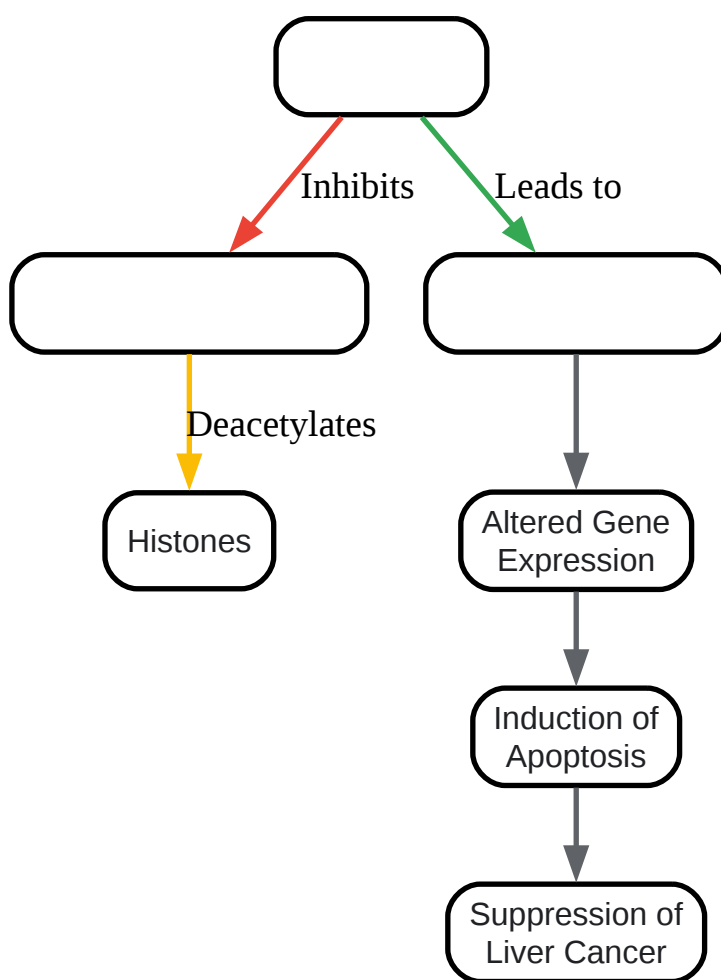 Inhibits
Leads to
Deacetylates
Histones
Altered Gene
Expression
Induction of
Apoptosis
Suppression of
Liver Cancer